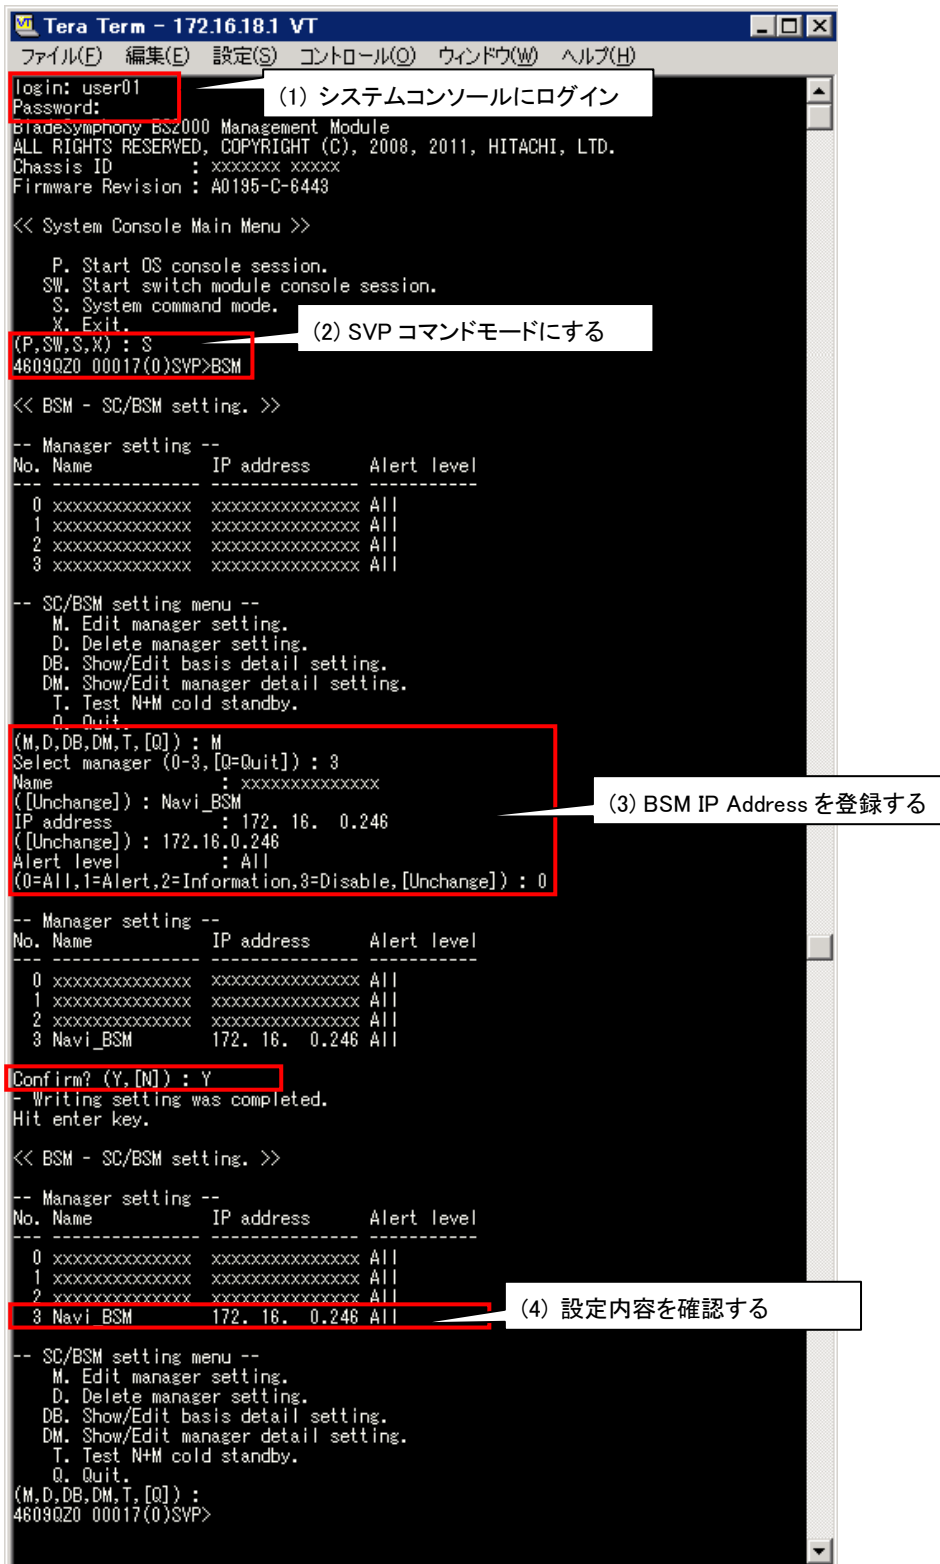 Tera Term - 172.16.18.1 VT
ファイル(F) 編集(E) 設定(S) コントロール(O) ウィンドウ(W) ヘルプ(H)
login: user01
(1) システムコンソールにログイン
Password:
BladeSymphony BS2000 Management Module
ALL RIGHTS RESERVED, COPYRIGHT (C), 2008, 2011, HITACHI, LTD.
Chassis ID : xxxxxxx xxxxx
Firmware Revision : A0195-C-6443
<< System Console Main Menu >>
P. Start OS console session.
SW. Start switch module console session.
S. System command mode.
X. Exit.
(2) SVP コマンドモードにする
(P,SW,S,X) : S
4609QZ0 00017(0)SVP>BSM
<< BSM - SC/BSM setting. >>
-- Manager setting --
No. Name IP address Alert level
--- --------------- --------------- -----------
0 xxxxxxxxxxxxxx xxxxxxxxxxxxxxx All
1 xxxxxxxxxxxxxx xxxxxxxxxxxxxxx All
2 xxxxxxxxxxxxxx xxxxxxxxxxxxxxx All
3 xxxxxxxxxxxxxx xxxxxxxxxxxxxxx All
-- SC/BSM setting menu --
M. Edit manager setting.
D. Delete manager setting.
DB. Show/Edit basis detail setting.
DM. Show/Edit manager detail setting.
T. Test N+M cold standby.
Q. Quit.
(M,D,DB,DM,T,[Q]) : M
Select manager (0-3,[Q=Quit]) : 3
Name : xxxxxxxxxxxxxx
([Unchange]) : Navi_BSM
(3) BSM IP Address を登録する
IP address : 172. 16. 0.246
([Unchange]) : 172.16.0.246
Alert level : All
(0=All,1=Alert,2=Information,3=Disable,[Unchange]) : 0
-- Manager setting --
No. Name IP address Alert level
--- --------------- --------------- -----------
0 xxxxxxxxxxxxxx xxxxxxxxxxxxxxx All
1 xxxxxxxxxxxxxx xxxxxxxxxxxxxxx All
2 xxxxxxxxxxxxxx xxxxxxxxxxxxxxx All
3 Navi_BSM 172. 16. 0.246 All
Confirm? (Y,[N]) : Y
- Writing setting was completed.
Hit enter key.
<< BSM - SC/BSM setting. >>
-- Manager setting --
No. Name IP address Alert level
--- --------------- --------------- -----------
0 xxxxxxxxxxxxxx xxxxxxxxxxxxxxx All
1 xxxxxxxxxxxxxx xxxxxxxxxxxxxxx All
2 xxxxxxxxxxxxxx xxxxxxxxxxxxxxx All
3 Navi_BSM 172. 16. 0.246 All
(4) 設定内容を確認する
-- SC/BSM setting menu --
M. Edit manager setting.
D. Delete manager setting.
DB. Show/Edit basis detail setting.
DM. Show/Edit manager detail setting.
T. Test N+M cold standby.
Q. Quit.
(M,D,DB,DM,T,[Q]) :
4609QZ0 00017(0)SVP>